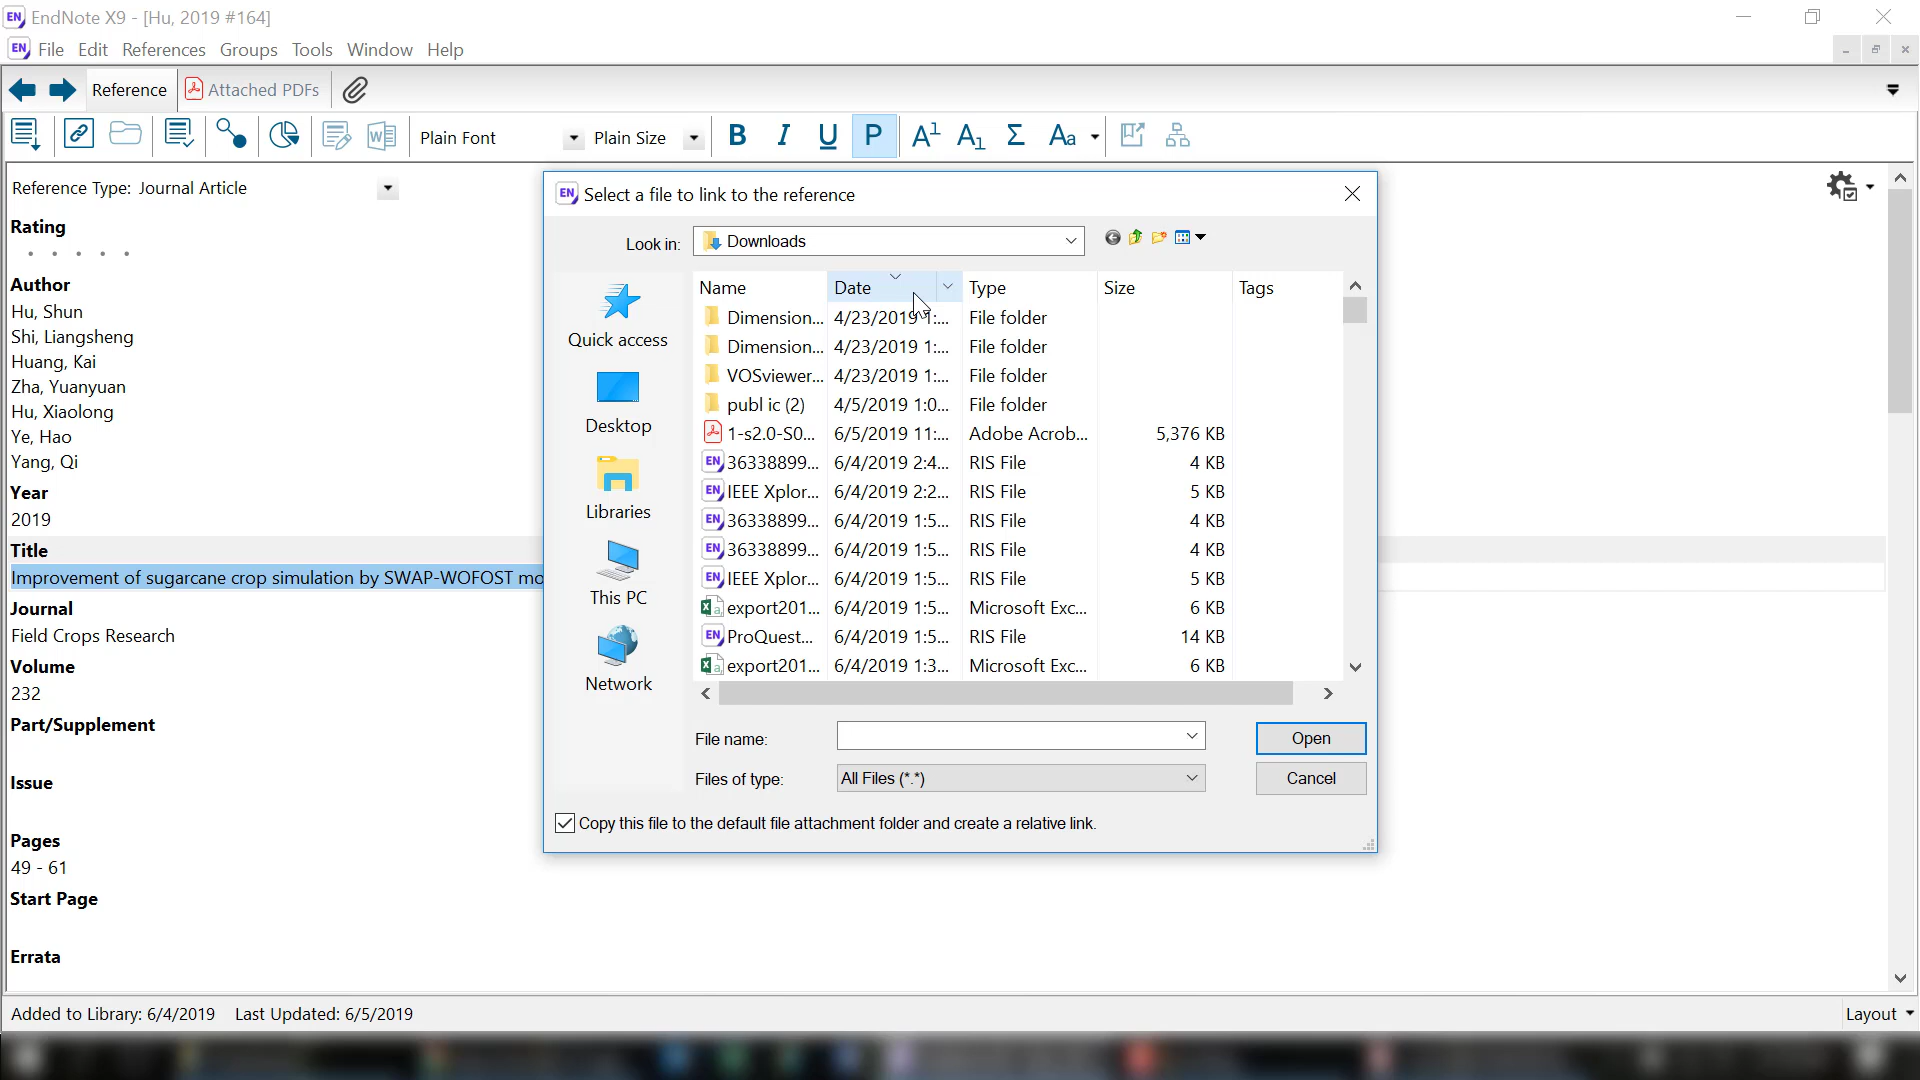 EN EndNote X9 - [Hu, 2019 #164]
EN File Edit References Groups Tools Window Help
Reference Attached PDFs
Plain Font Plain Size B I U P A1 A1 Σ Aa
Reference Type: Journal Article
Rating
Author
Hu, Shun
Shi, Liangsheng
Huang, Kai
Zha, Yuanyuan
Hu, Xiaolong
Ye, Hao
Yang, Qi
Year
2019
Title
Improvement of sugarcane crop simulation by SWAP-WOFOST mo
Journal
Field Crops Research
Volume
232
Part/Supplement
Issue
Pages
49 - 61
Start Page
Errata
EN Select a file to link to the reference
Look in: Downloads
Quick access
Desktop
Libraries
This PC
Network
Name Date Type Size Tags
Dimension... 4/23/2019 1:... File folder
Dimension... 4/23/2019 1:... File folder
VOSviewer... 4/23/2019 1:... File folder
publ ic (2) 4/5/2019 1:0... File folder
1-s2.0-S0... 6/5/2019 11:... Adobe Acrob... 5,376 KB
EN 36338899... 6/4/2019 2:4... RIS File 4 KB
EN IEEE Xplor... 6/4/2019 2:2... RIS File 5 KB
EN 36338899... 6/4/2019 1:5... RIS File 4 KB
EN 36338899... 6/4/2019 1:5... RIS File 4 KB
EN IEEE Xplor... 6/4/2019 1:5... RIS File 5 KB
export201... 6/4/2019 1:5... Microsoft Exc... 6 KB
EN ProQuest... 6/4/2019 1:5... RIS File 14 KB
export201... 6/4/2019 1:3... Microsoft Exc... 6 KB
File name: Open
Files of type: All Files (*.*) Cancel
Copy this file to the default file attachment folder and create a relative link.
Added to Library: 6/4/2019 Last Updated: 6/5/2019 Layout